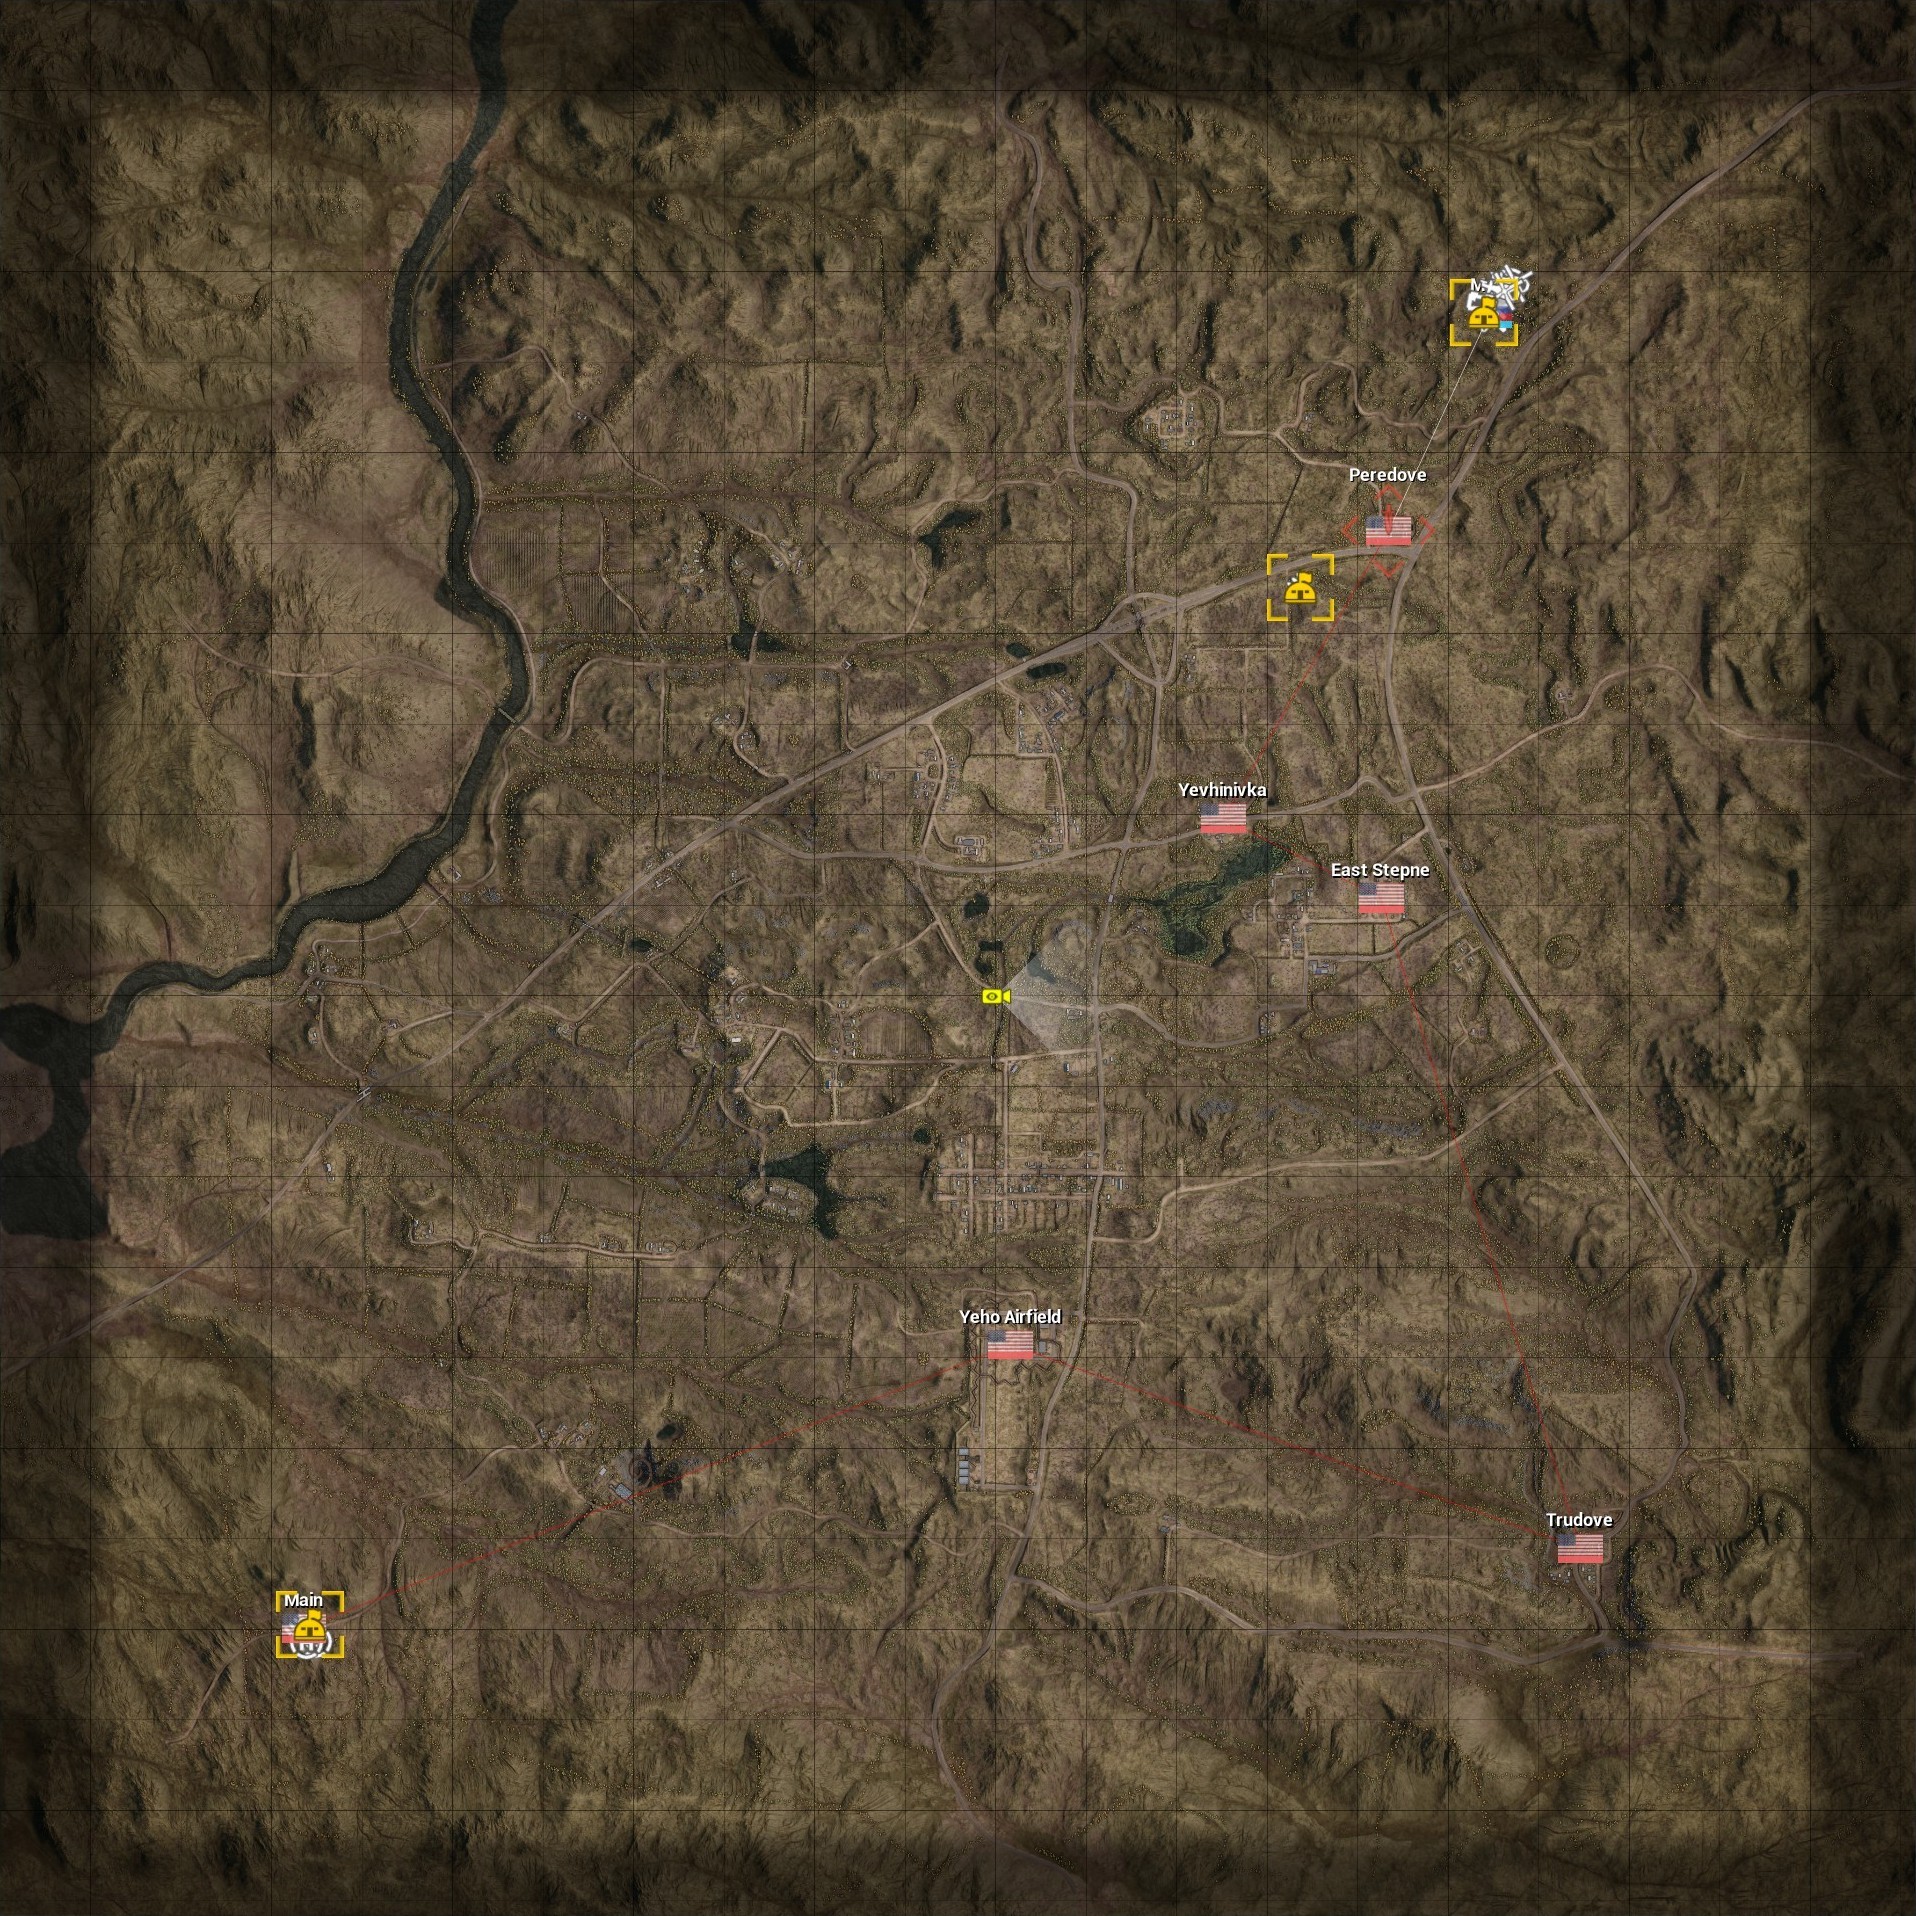 Peredove
Yevhinivka
East Stepne
Yeho Airfield
Trudove
Main